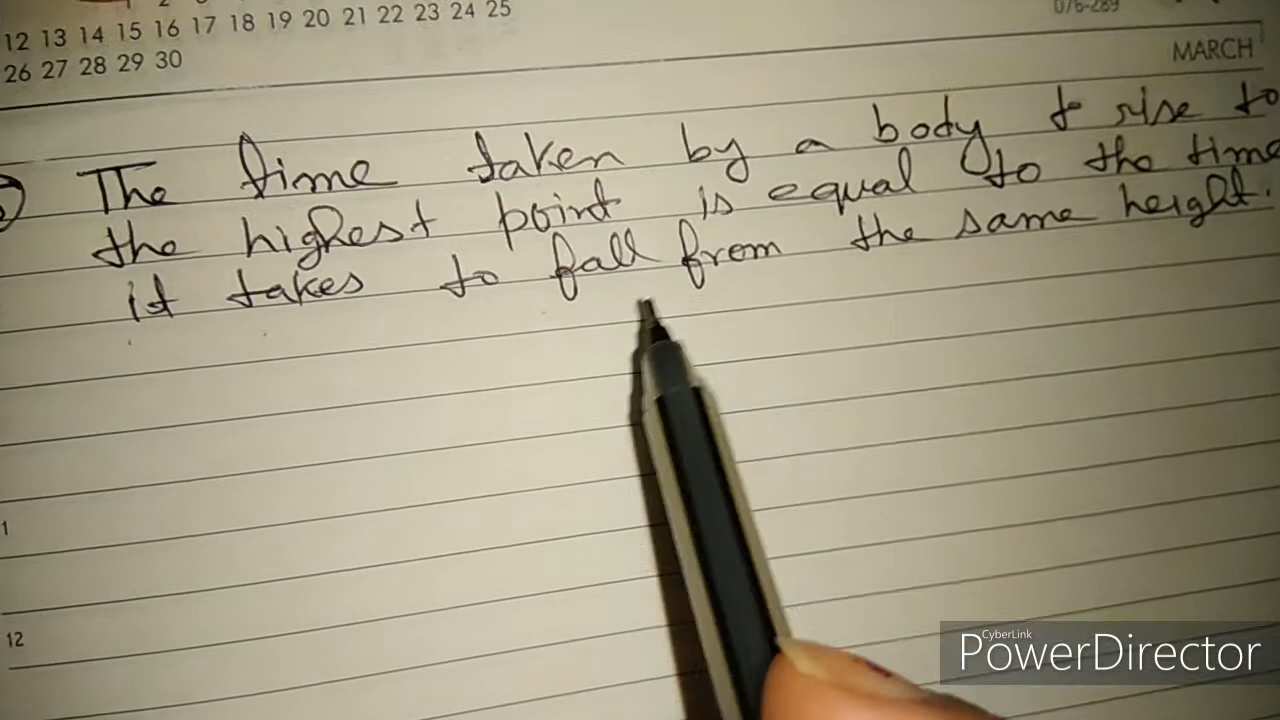 12 13 14 15 16 17 18 19 20 21 22 23 24 25
26 27 28 29 30
MARCH
The time taken by a body t rise to
the highest point is equal to the time
it takes to fall from the same height.
1
12
CyberLink
PowerDirector